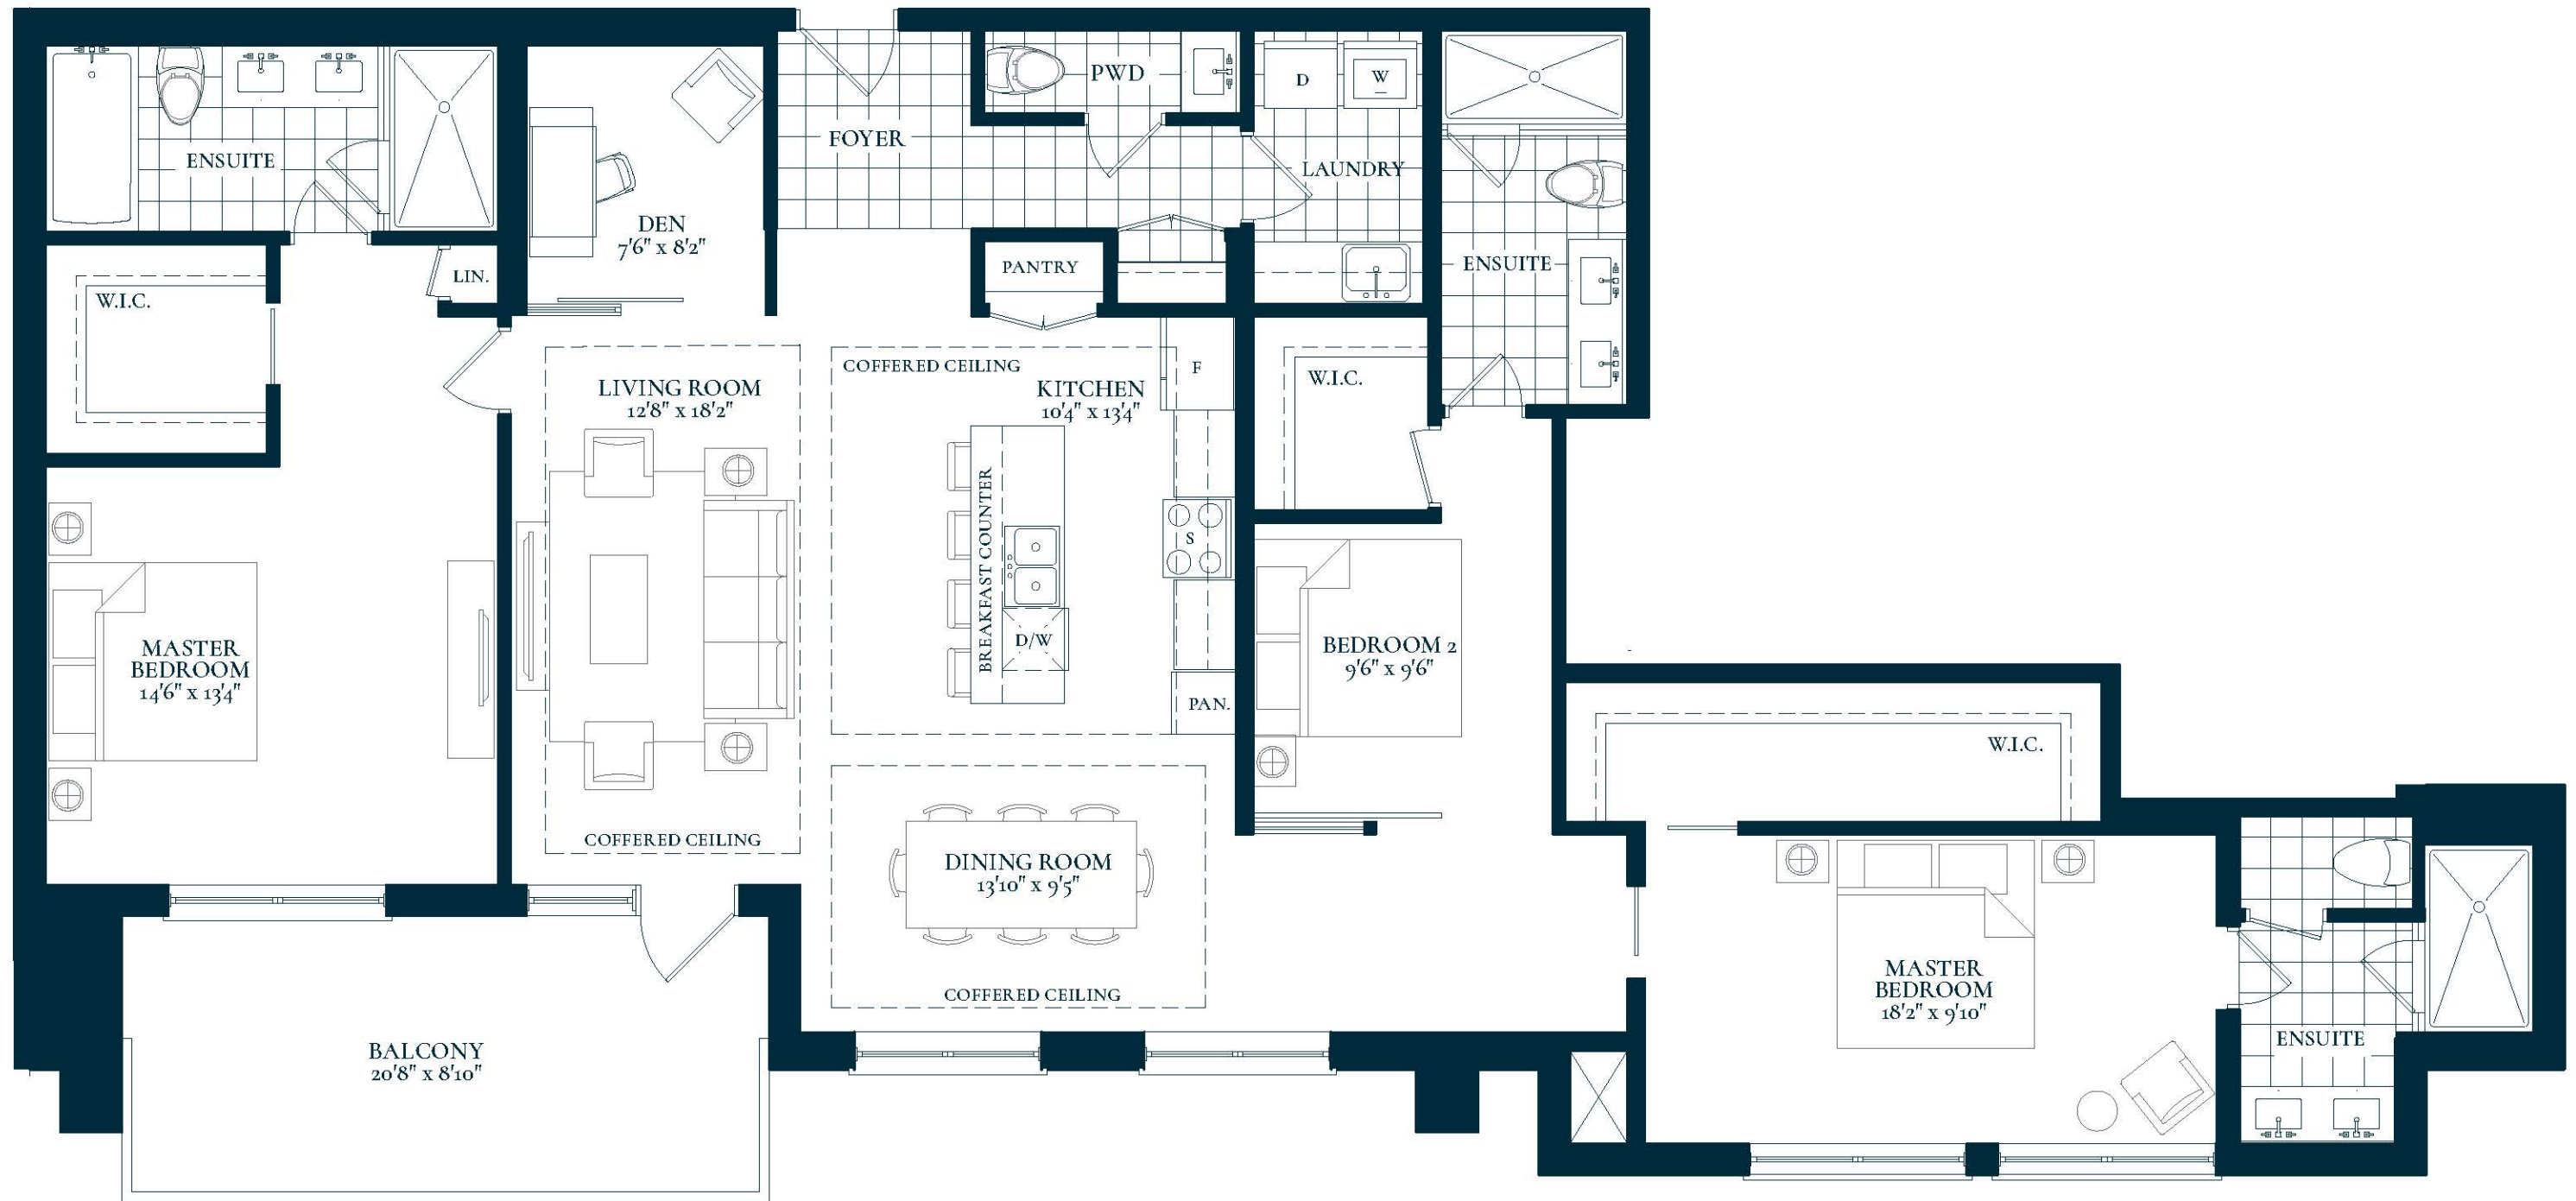 PWD
D
W
FOYER
ENSUITE
LAUNDRY
DEN
7'6" x 8'2"
PANTRY
ENSUITE
LIN.
W.I.C.
COFFERED CEILING
F
W.I.C.
LIVING ROOM
12'8" x 18'2"
KITCHEN
10'4" x 13'4"
BREAKFAST COUNTER
S
D/W
MASTER
BEDROOM
14'6" x 13'4"
BEDROOM 2
9'6" x 9'6"
PAN.
W.I.C.
COFFERED CEILING
DINING ROOM
13'10" x 9'5"
COFFERED CEILING
MASTER
BEDROOM
18'2" x 9'10"
ENSUITE
BALCONY
20'8" x 8'10"